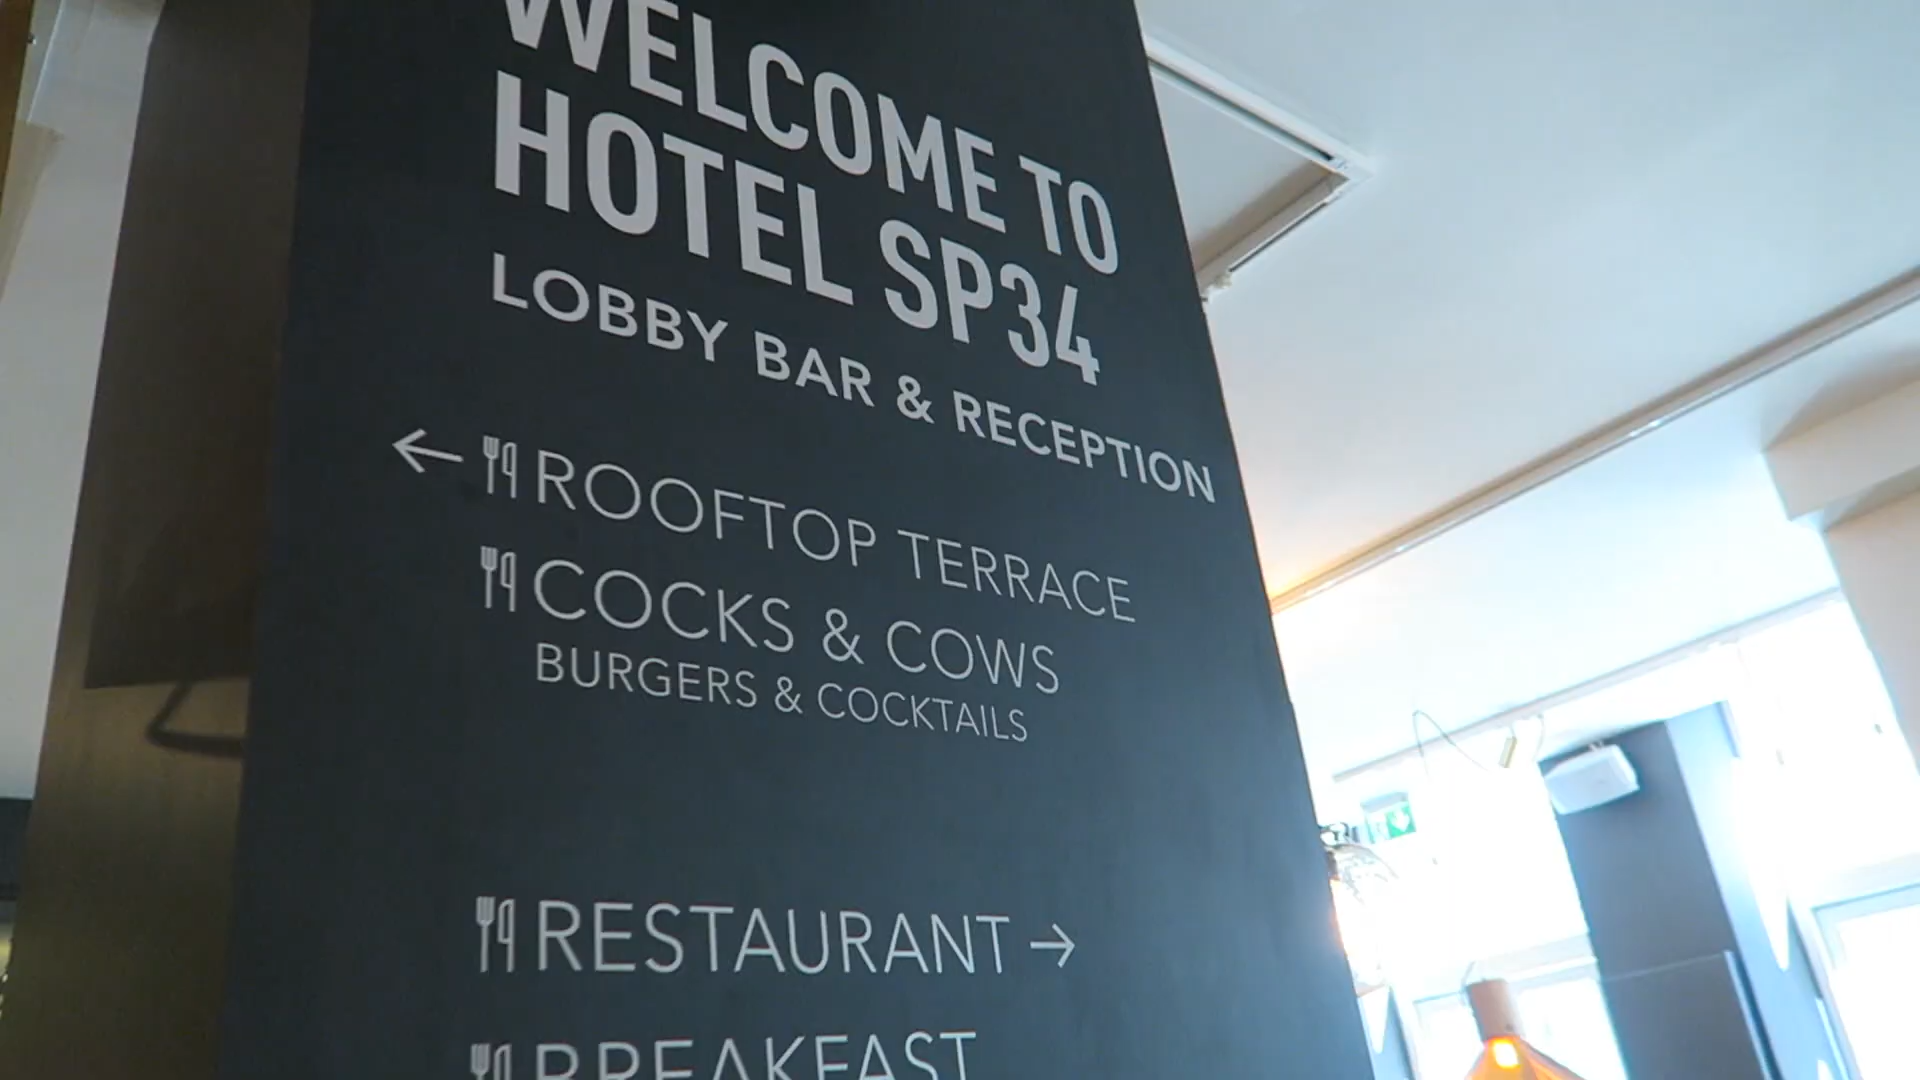 WELCOME TO
HOTEL SP34
LOBBY BAR & RECEPTION
← ROOFTOP TERRACE
COCKS & COWS
BURGERS & COCKTAILS
RESTAURANT →
BREAKFAST